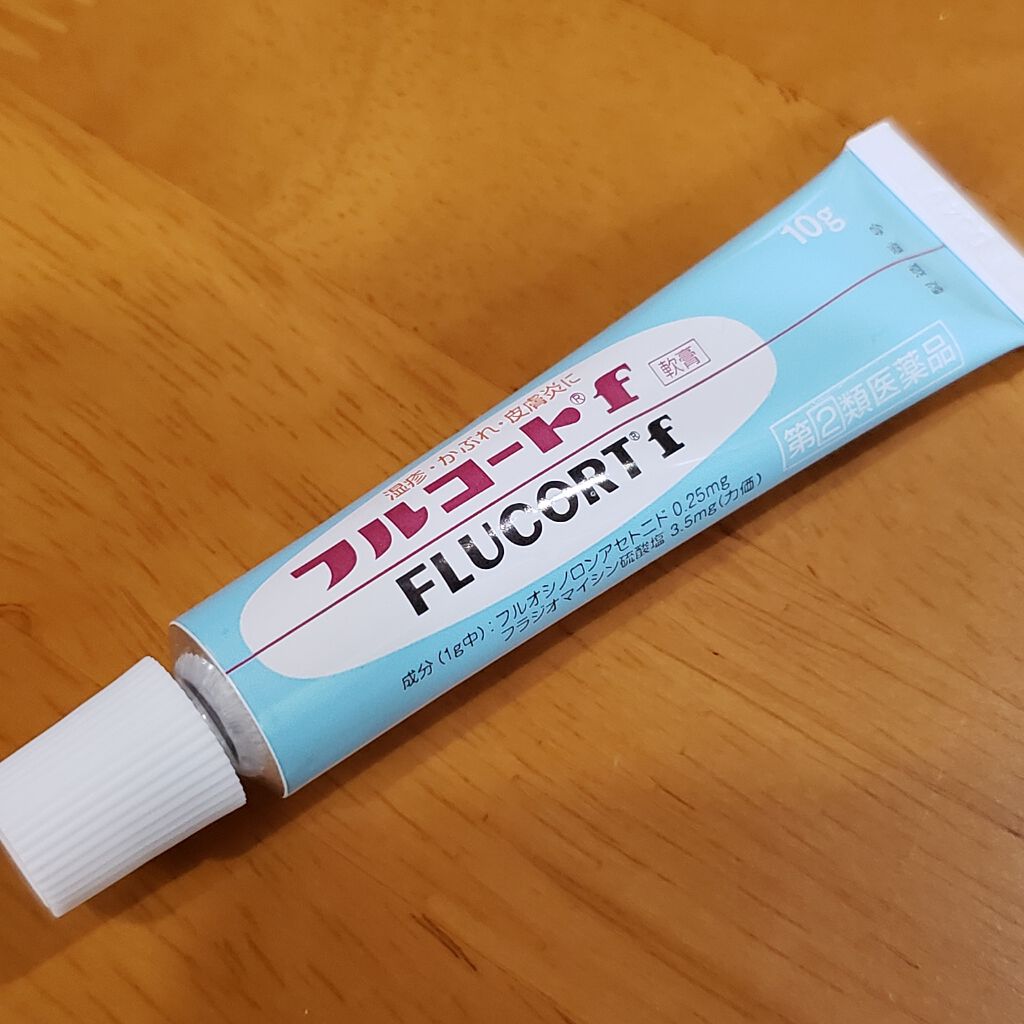 10g
湿疹・かぶれ・皮膚炎に
フルコート®f 軟膏
FLUCORT®f
第②類医薬品
成分(1g中):フルオシノロンアセトニド 0.25mg
フラジオマイシン硫酸塩 3.5mg(力価)